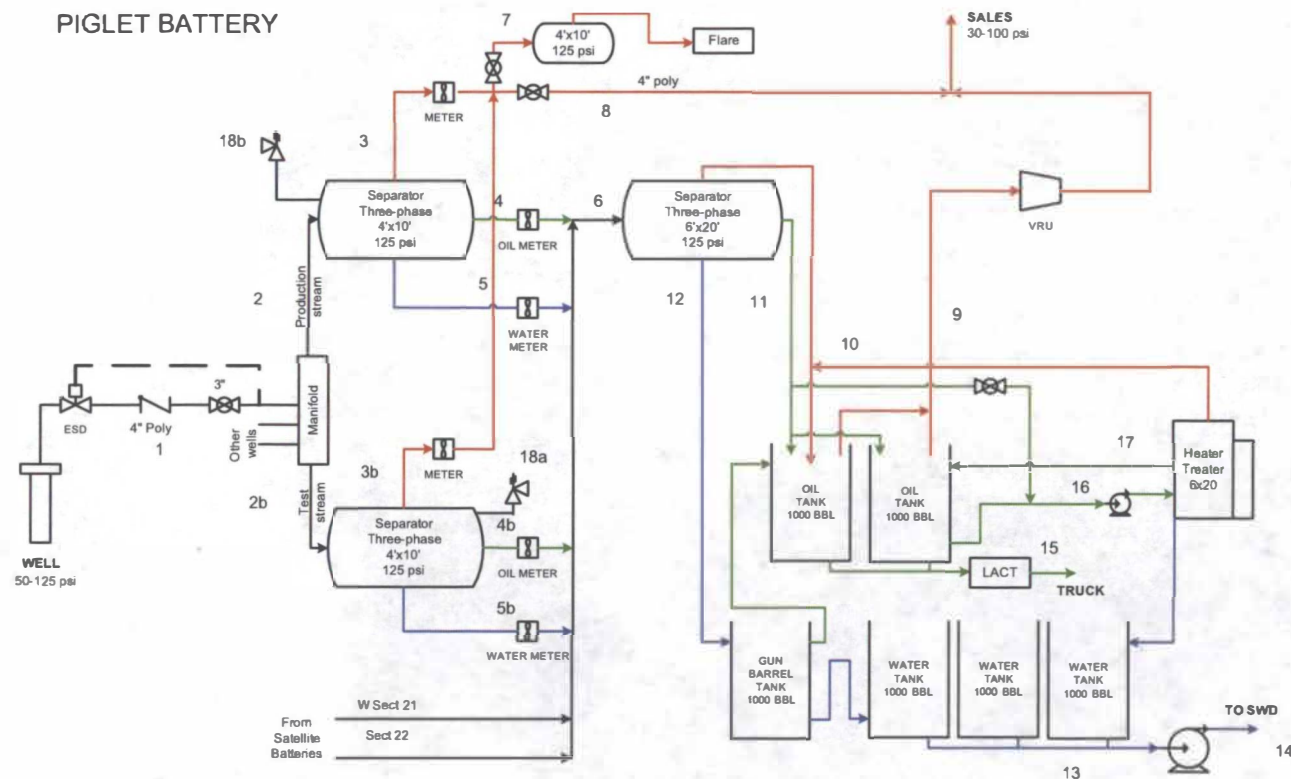 PIGLET BATTERY
7
4'x10'
125 psi
Flare
SALES
30-100 psi
METER
4" poly
8
3
18b
Separator
Three-phase
4'x10'
125 psi
4
OIL METER
6
Separator
Three-phase
6'x20'
125 psi
VRU
2
Production
stream
5
WATER
METER
12
11
9
10
ESD
4" Poly
1
3"
Other
wells
Manifold
METER
3b
18a
4b
2b
Test
stream
Separator
Three-phase
4'x10'
125 psi
OIL METER
5b
WATER METER
WELL
50-125 psi
OIL
TANK
1000 BBL
OIL
TANK
1000 BBL
17
16
Heater
Treater
6x20
15
LACT
TRUCK
GUN
BARREL
TANK
1000 BBL
WATER
TANK
1000 BBL
WATER
TANK
1000 BBL
WATER
TANK
1000 BBL
From
Satellite
Batteries
W Sect 21
Sect 22
TO SWD
14
13